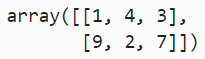 array([[1, 4, 3],
       [9, 2, 7]])